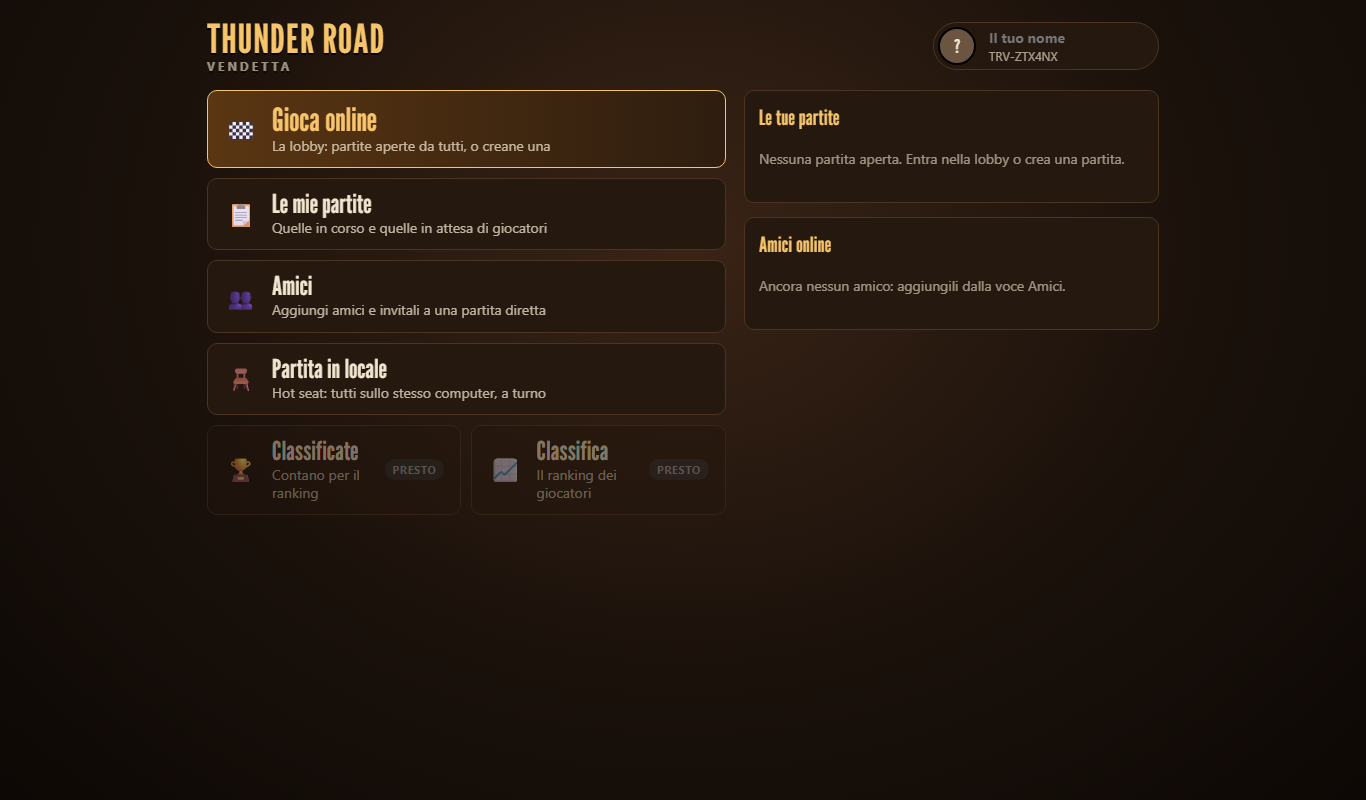 THUNDER ROAD
VENDETTA
?
Il tuo nome
TRV-ZTX4NX
Gioca online
La lobby: partite aperte da tutti, o creane una
Le mie partite
Quelle in corso e quelle in attesa di giocatori
Amici
Aggiungi amici e invitali a una partita diretta
Partita in locale
Hot seat: tutti sullo stesso computer, a turno
Classificate
Contano per il
ranking
PRESTO
Classifica
Il ranking dei
giocatori
PRESTO
Le tue partite
Nessuna partita aperta. Entra nella lobby o crea una partita.
Amici online
Ancora nessun amico: aggiungili dalla voce Amici.